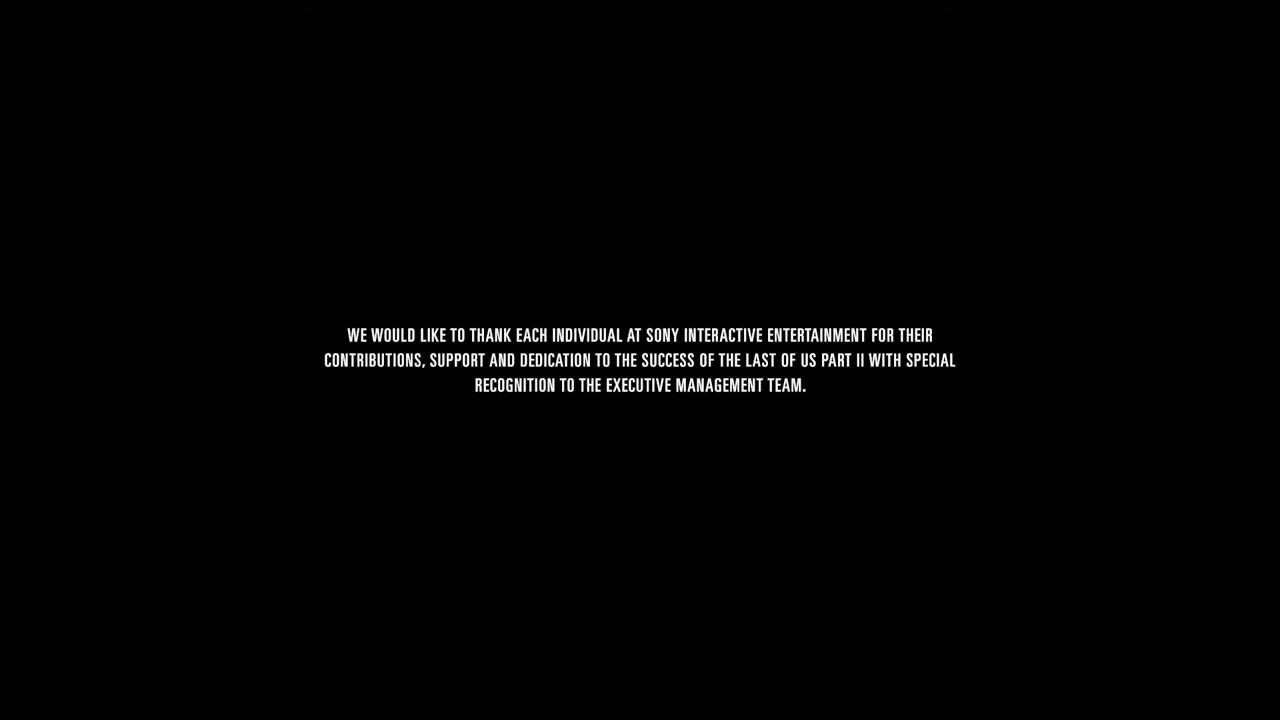 WE WOULD LIKE TO THANK EACH INDIVIDUAL AT SONY INTERACTIVE ENTERTAINMENT FOR THEIR
CONTRIBUTIONS, SUPPORT AND DEDICATION TO THE SUCCESS OF THE LAST OF US PART II WITH SPECIAL
RECOGNITION TO THE EXECUTIVE MANAGEMENT TEAM.